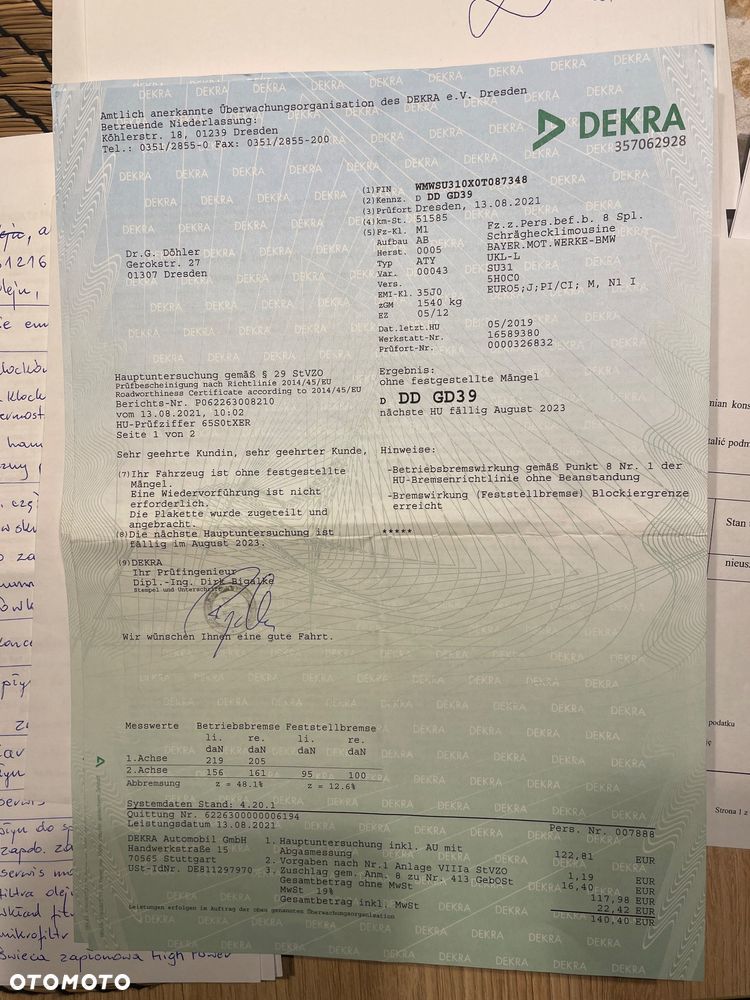 Amtlich anerkannte Überwachungsorganisation des DEKRA e.V. Dresden
Betreuende Niederlassung:
Köhlerstr. 18, 01239 Dresden
Tel.: 0351/2855-0 Fax: 0351/2855-200
DEKRA
357062928
(1) FIN WMWSU310X0T087348
(2) Kennz. D DD GD39
(3) Prüfort Dresden, 13.08.2021
(4) km-St. 51585
(5) Fz-Kl. M1 Fz.z.Pers.bef.b. 8 Spl.
Aufbau AB Schräghecklimousine
Herst. 0005 BAYER.MOT.WERKE-BMW
Typ ATY UKL-L
Var. 00043 SU31
Vers. 5H0C0
EMI-Kl. 35J0 EURO5;J;PI/CI; M, N1 I
zGM 1540 kg
EZ 05/12
Dat.letzt.HU 05/2019
Werkstatt-Nr. 16589380
Prüfort-Nr. 0000326832
Dr.G. Döhler
Gerokstr. 27
01307 Dresden
Hauptuntersuchung gemäß § 29 StVZO
Prüfbescheinigung nach Richtlinie 2014/45/EU
Roadworthiness Certificate according to 2014/45/EU
Berichts-Nr. P062263008210
vom 13.08.2021, 10:02
HU-Prüfziffer 65S0tXER
Seite 1 von 2
Ergebnis:
ohne festgestellte Mängel
D DD GD39
nächste HU fällig August 2023
Sehr geehrte Kundin, sehr geehrter Kunde,
(7) Ihr Fahrzeug ist ohne festgestellte
Mängel.
Eine Wiedervorführung ist nicht
erforderlich.
Die Plakette wurde zugeteilt und
angebracht.
(8) Die nächste Hauptuntersuchung ist
fällig im August 2023.
Hinweise:
-Betriebsbremswirkung gemäß Punkt 8 Nr. 1 der
HU-Bremsenrichtlinie ohne Beanstandung
-Bremswirkung (Feststellbremse) Blockiergrenze
erreicht
*****
(9) DEKRA
Ihr Prüfingenieur
Dipl.-Ing. Dirk Bigalke
Stempel und Unterschrift
Wir wünschen Ihnen eine gute Fahrt.
Messwerte Betriebsbremse Feststellbremse
li. re. li. re.
daN daN daN daN
1.Achse 219 205
2.Achse 156 161 95 100
Abbremsung z = 48.1% z = 12.6%
Systemdaten Stand: 4.20.1
Quittung Nr. 6226300000006194
Leistungsdatum 13.08.2021 Pers. Nr. 007888
DEKRA Automobil GmbH
Handwerkstraße 15
70565 Stuttgart
USt-IdNr. DE811297970
1. Hauptuntersuchung inkl. AU mit
Abgasmessung 122,81 EUR
2. Vorgaben nach Nr.1 Anlage VIIIa StVZO 1,19 EUR
3. Zuschlag gem. Anm. 8 zu Nr. 413 GebOSt 16,40 EUR
Gesamtbetrag ohne MwSt 117,98 EUR
MwSt 19% 22,42 EUR
Gesamtbetrag inkl. MwSt 140,40 EUR
Leistungen erfolgen im Auftrag der oben genannten Überwachungsorganisation
nian kons
talić podm
Stan
nieus
podatku
Strona 1 z
Świeca zapłonowa High Power
OTOMOTO